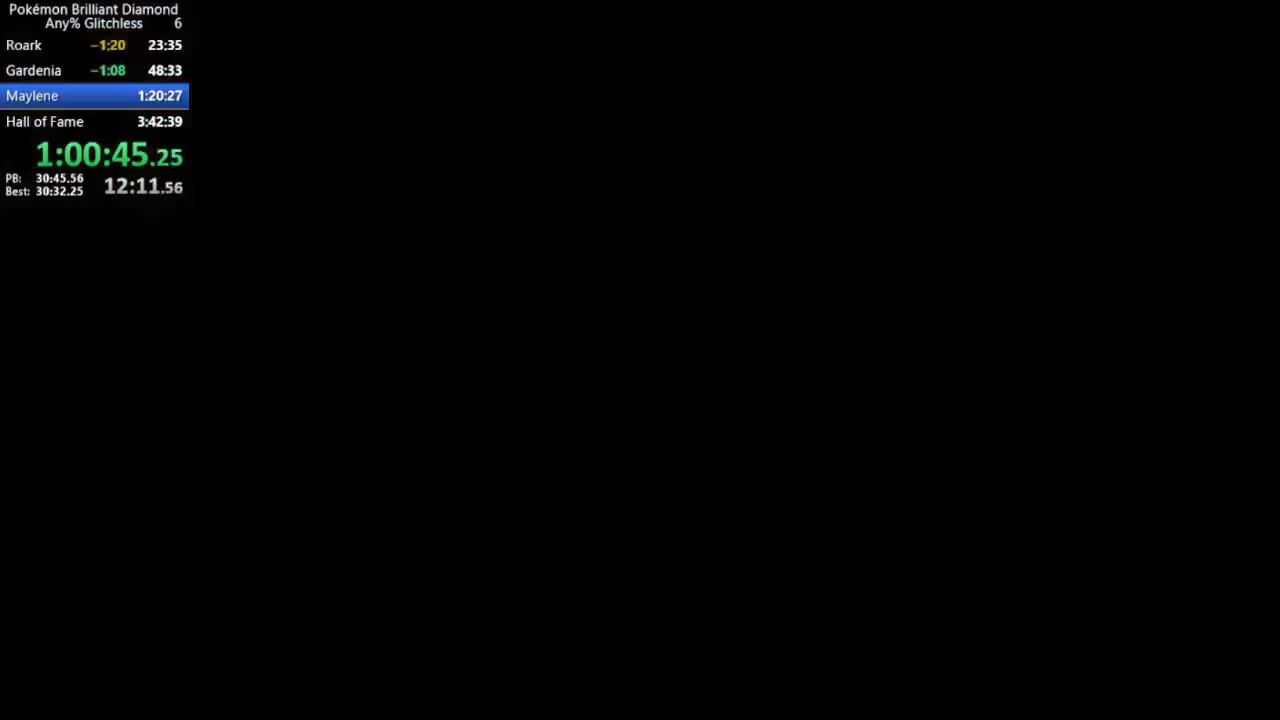 Pokémon Brilliant Diamond
Any% Glitchless 6
Roark -1:20 23:35
Gardenia -1:08 48:33
Maylene 1:20:27
Hall of Fame 3:42:39
1:00:45.25
PB: 30:45.56
Best: 30:32.25
12:11.56